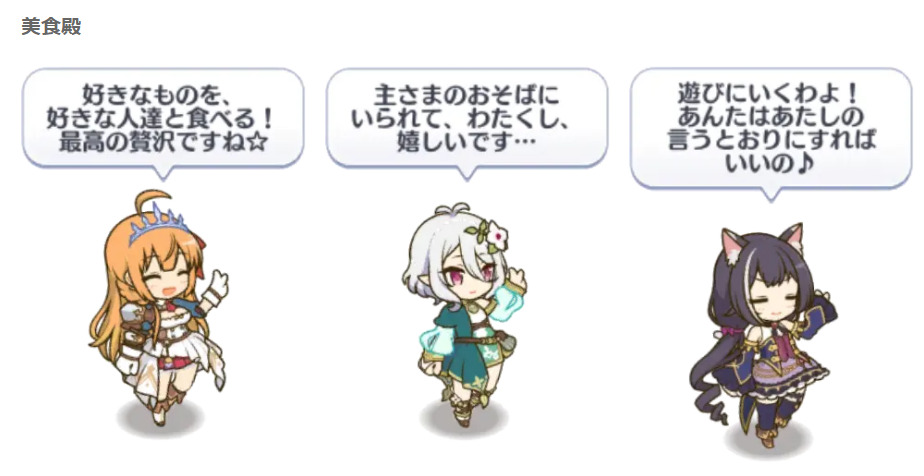 美食殿
好きなものを、
好きな人達と食べる！
最高の贅沢ですね☆
主さまのおそばに
いられて、わたくし、
嬉しいです…
遊びにいくわよ！
あんたはあたしの
言うとおりにすれば
いいの♪